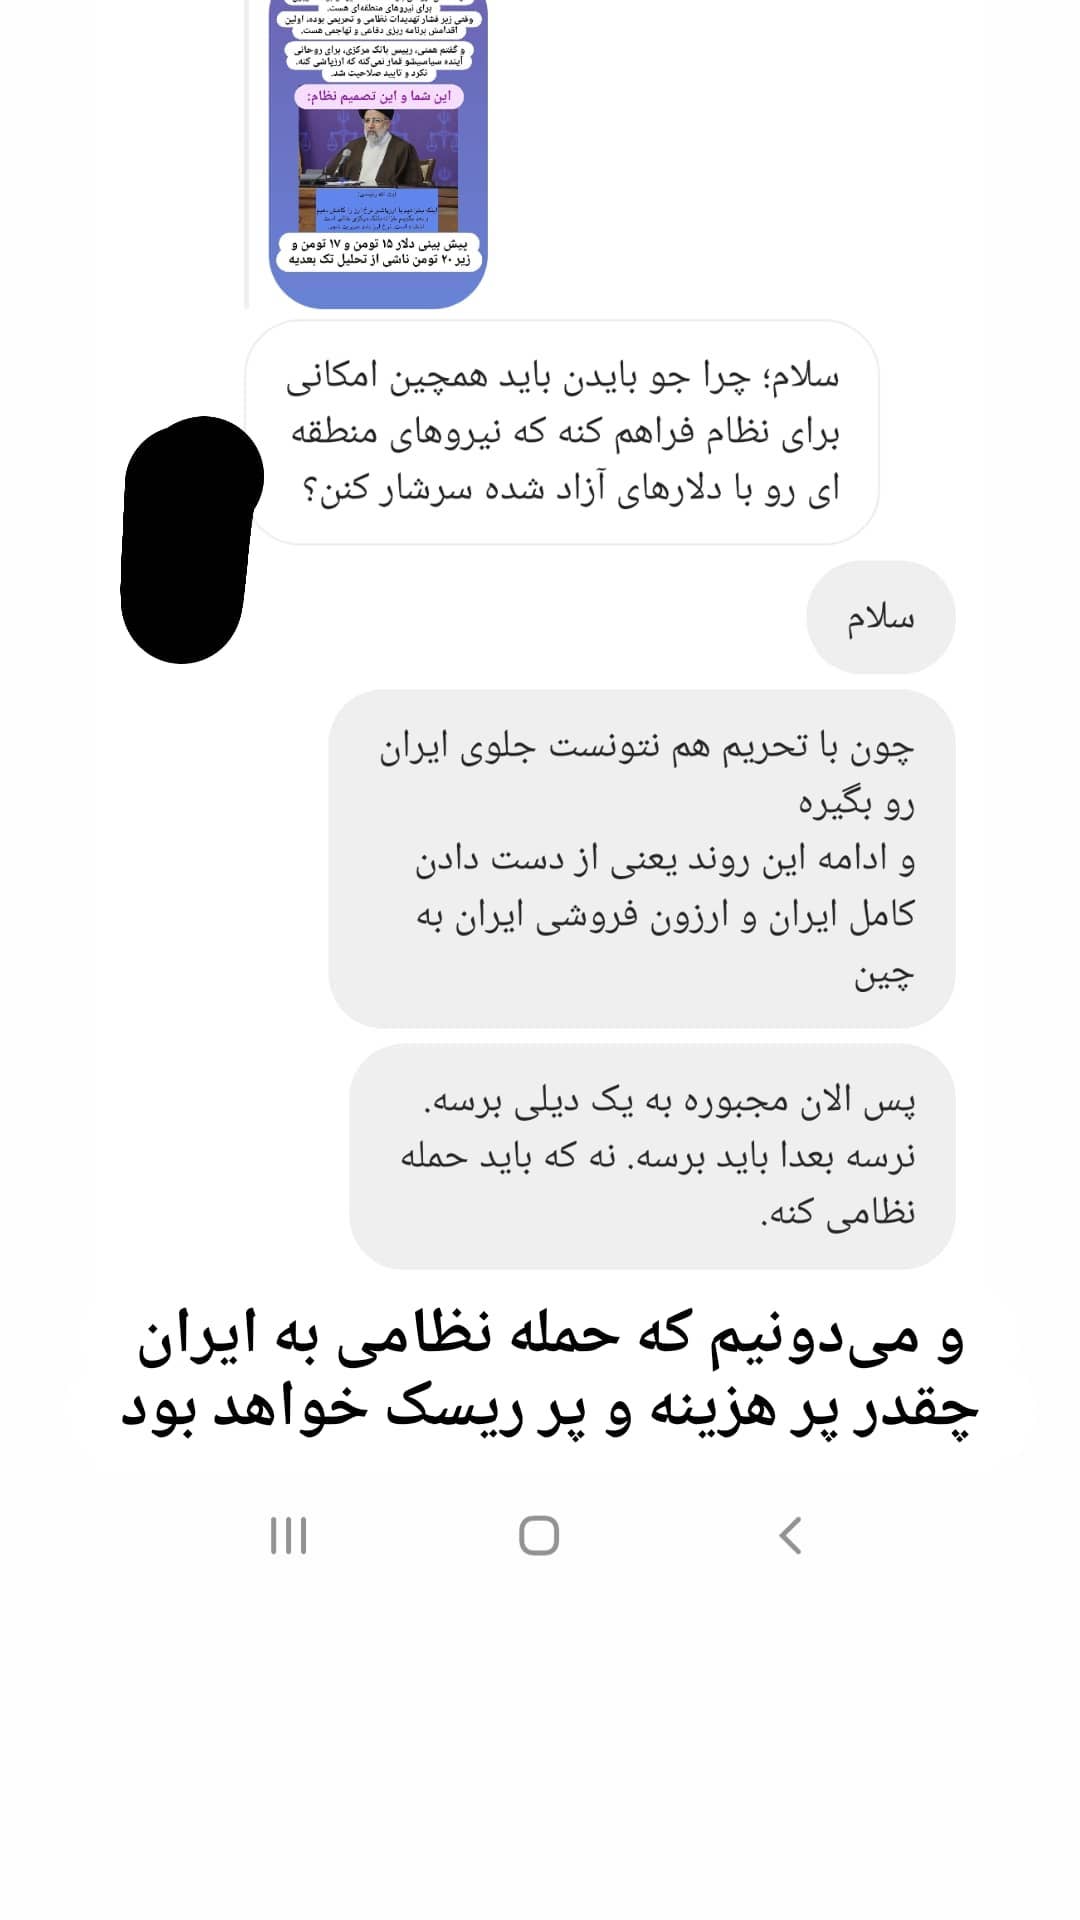 برای نیروهای منطقه‌ای هست.
وقتی زیر فشار تهدیدات نظامی و تحریمی بوده، اولین
اقدامش برنامه ریزی دفاعی و تهاجمی هست.
و گفتم همتی، رییس بانک مرکزی، برای روحانی
آینده سیاسیشو قمار نمی‌کنه که ارزپاشی کنه.
نکرد و تایید صلاحیت شد.
این شما و این تصمیم نظام:
پیش بینی دلار ۱۵ تومن و ۱۷ تومن و
زیر ۲۰ تومن ناشی از تحلیل تک بعدیه
سلام؛ چرا جو بایدن باید همچین امکانی
برای نظام فراهم کنه که نیروهای منطقه
ای رو با دلارهای آزاد شده سرشار کنن؟
سلام
چون با تحریم هم نتونست جلوی ایران
رو بگیره
و ادامه این روند یعنی از دست دادن
کامل ایران و ارزون فروشی ایران به
چین
پس الان مجبوره به یک دیلی برسه.
نرسه بعدا باید برسه. نه که باید حمله
نظامی کنه.
و می‌دونیم که حمله نظامی به ایران
چقدر پر هزینه و پر ریسک خواهد بود